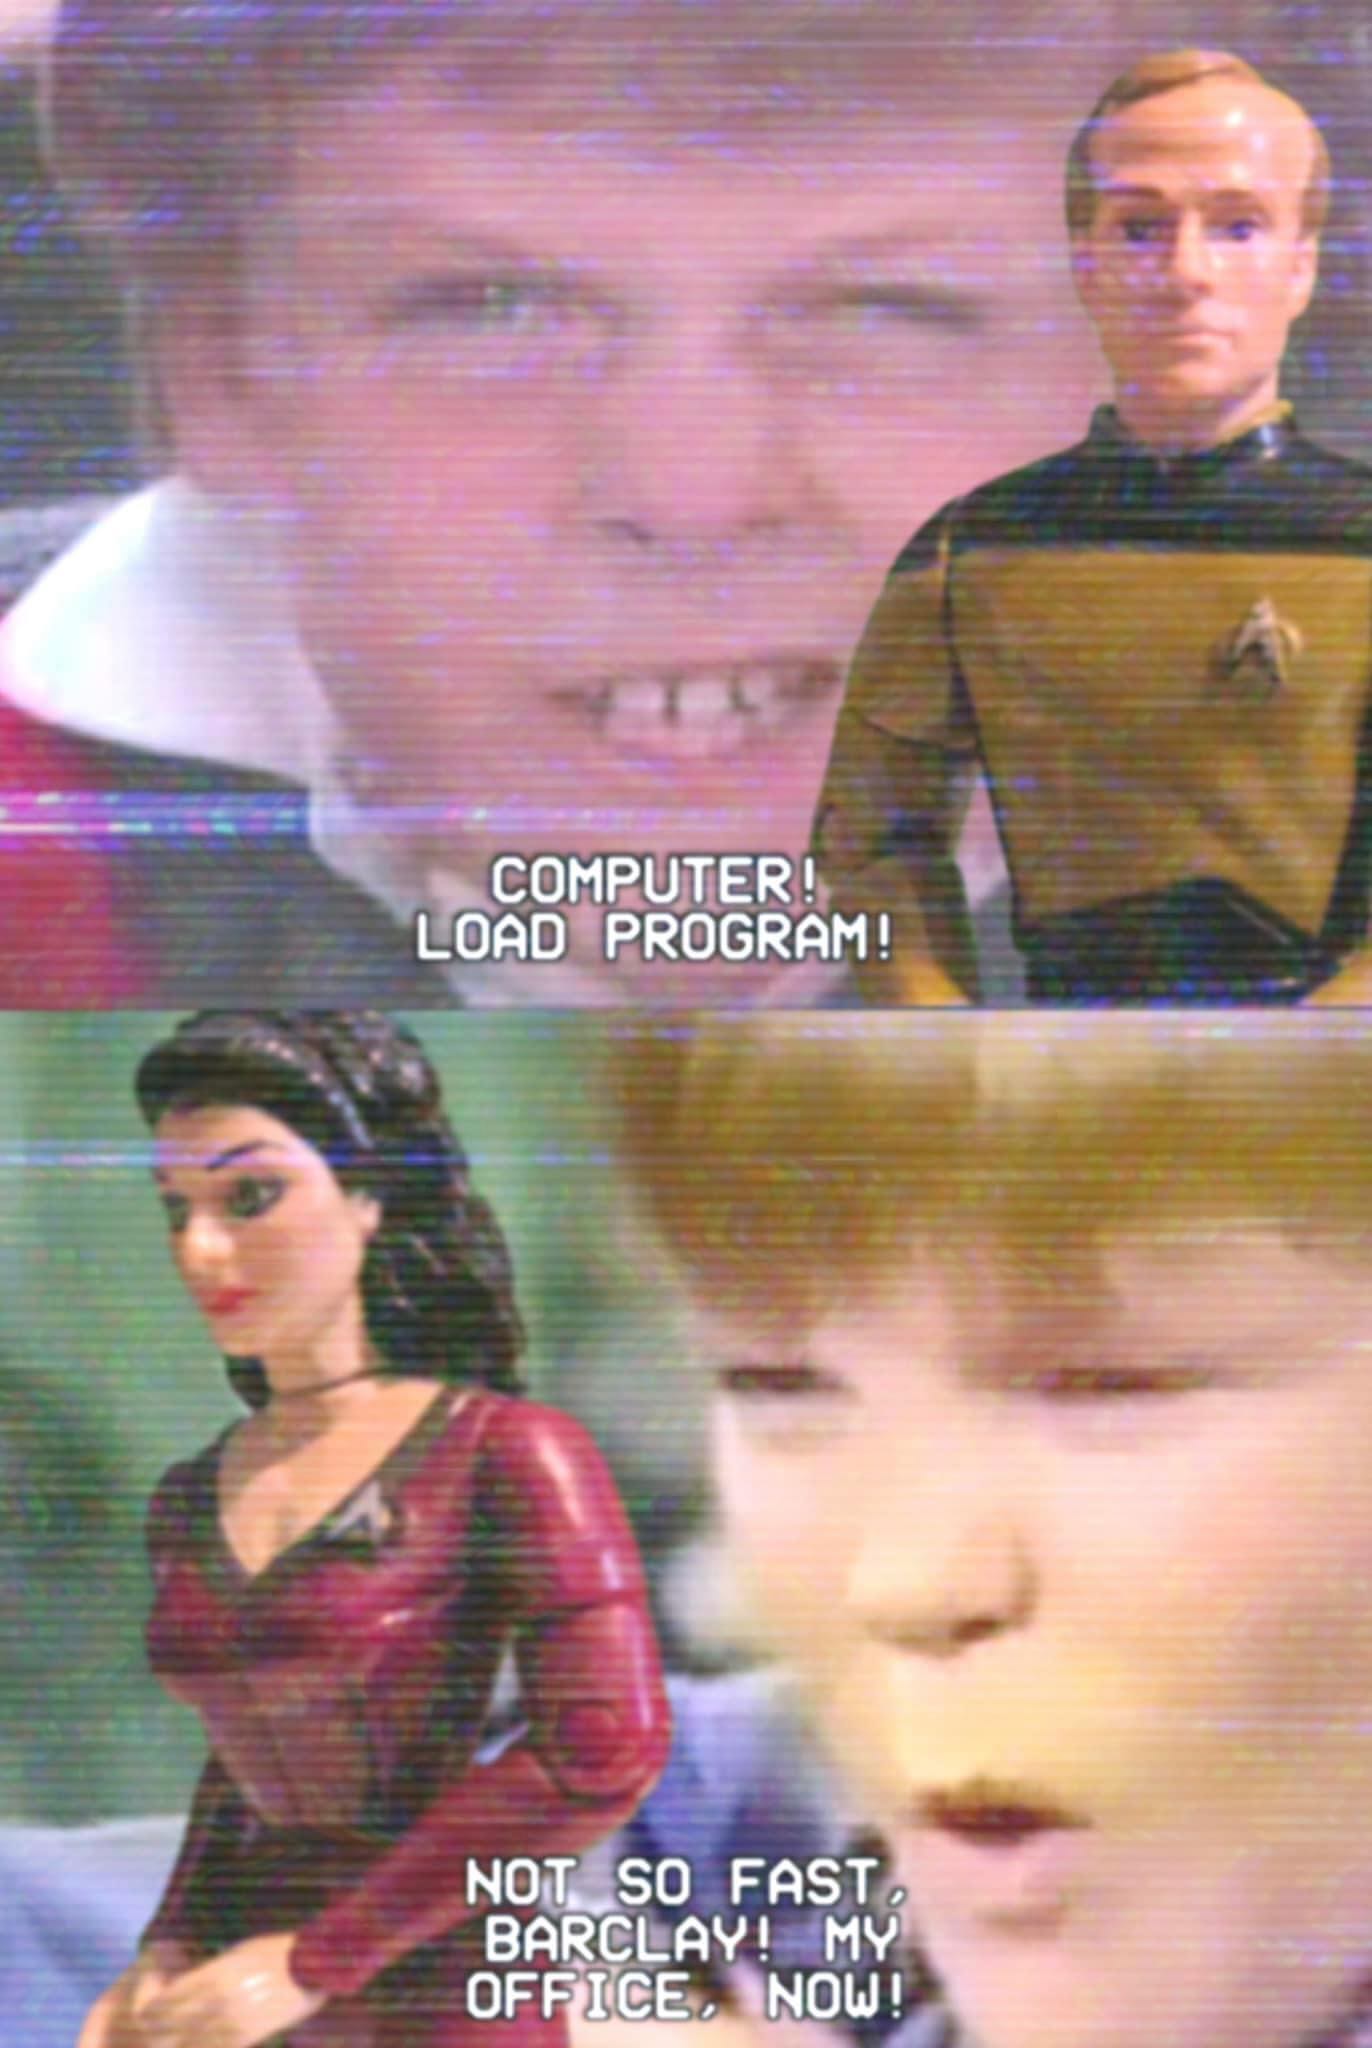 COMPUTER!
LOAD PROGRAM!
NOT SO FAST,
BARCLAY! MY
OFFICE, NOW!